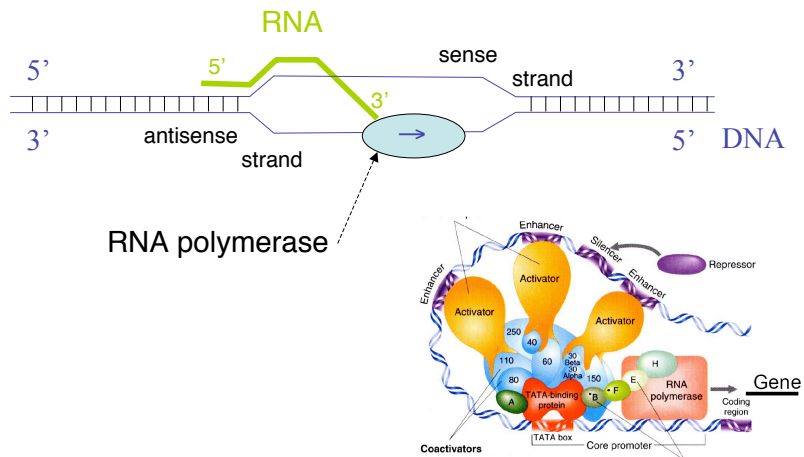 RNA
5’
sense
5’
3’
strand
3’
antisense
3’
5’
DNA
strand
RNA polymerase
Enhancer
Silencer
Repressor
Enhancer
Enhancer
Activator
Activator
Activator
250
40
110
60
30
Beta
30
Alpha
80
150
H
E
F
RNA
polymerase
Gene
A
TATA-binding
protein
B
Coding
region
TATA box
Core promoter
Coactivators